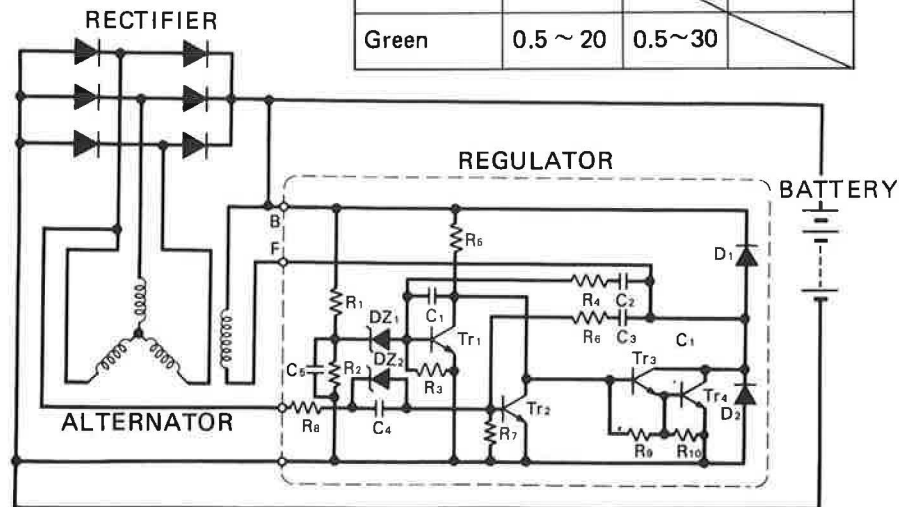 RECTIFIER
Green 0.5 ~ 20 0.5~30
REGULATOR
BATTERY
B
F
R5
D1
R1
R4 C2
DZ1
C1
R6 C3
C1
Tr1
C5
R2
DZ2
R3
Tr3
Tr4
D2
ALTERNATOR
R8
C4
R7
Tr2
R9 R10